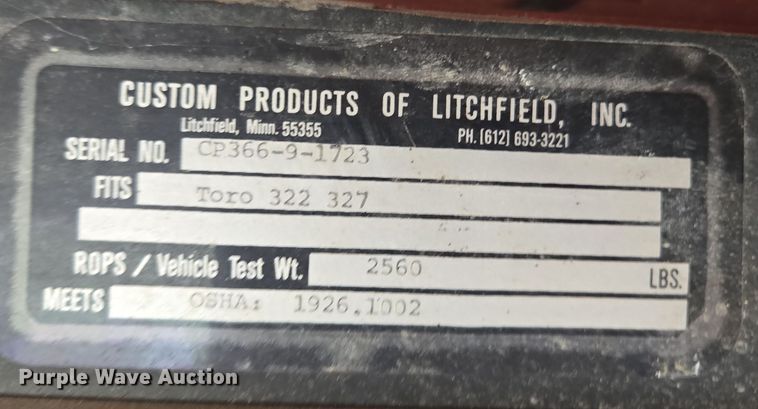 CUSTOM PRODUCTS OF LITCHFIELD, INC.
Litchfield, Minn. 55355 PH. (612) 693-3221
SERIAL NO. CP366-9-1723
FITS Toro 322 327
ROPS / Vehicle Test Wt. 2560 LBS.
MEETS OSHA: 1926,1002
Purple Wave Auction